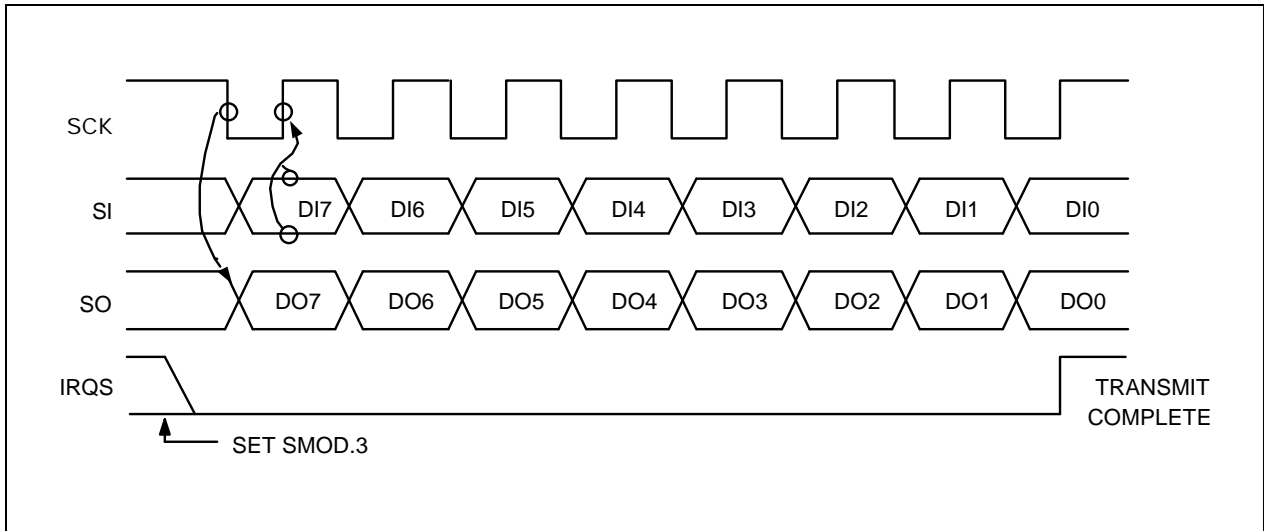 SCK
SI DI7 DI6 DI5 DI4 DI3 DI2 DI1 DI0
SO DO7 DO6 DO5 DO4 DO3 DO2 DO1 DO0
IRQS
TRANSMIT
COMPLETE
SET SMOD.3